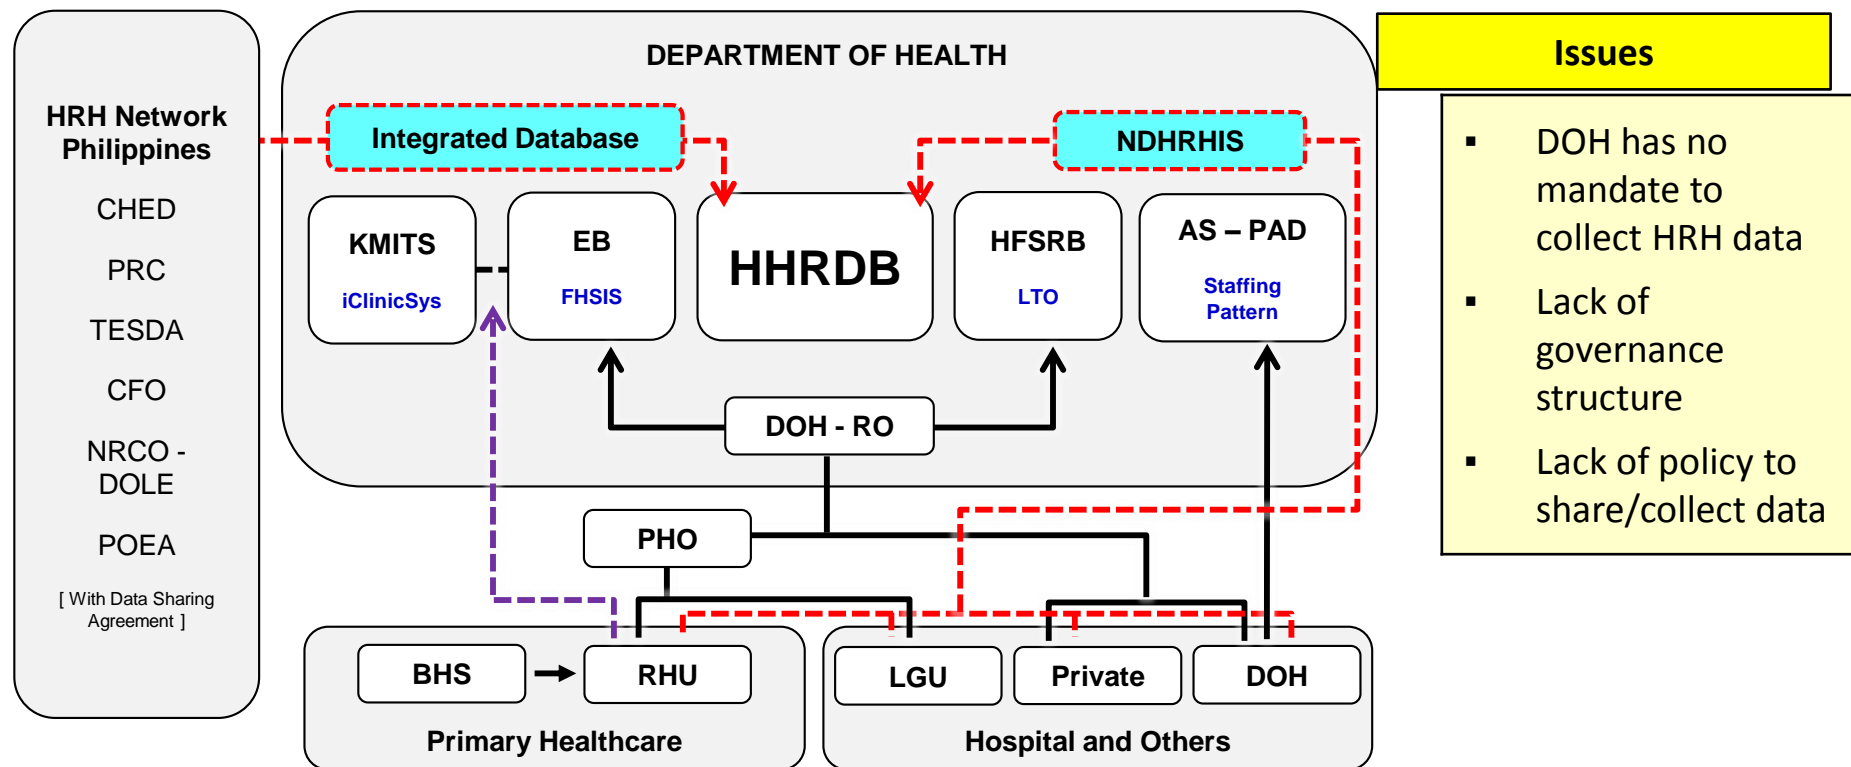 HRH Network
Philippines
CHED
PRC
TESDA
CFO
NRCO -
DOLE
POEA
[ With Data Sharing
Agreement ]
DEPARTMENT OF HEALTH
Integrated Database
NDHRHIS
KMITS
iClinicSys
EB
FHSIS
HHRDB
HFSRB
LTO
AS – PAD
Staffing
Pattern
DOH - RO
PHO
BHS
RHU
Primary Healthcare
LGU
Private
DOH
Hospital and Others
Issues
▪ DOH has no
mandate to
collect HRH data
▪ Lack of
governance
structure
▪ Lack of policy to
share/collect data